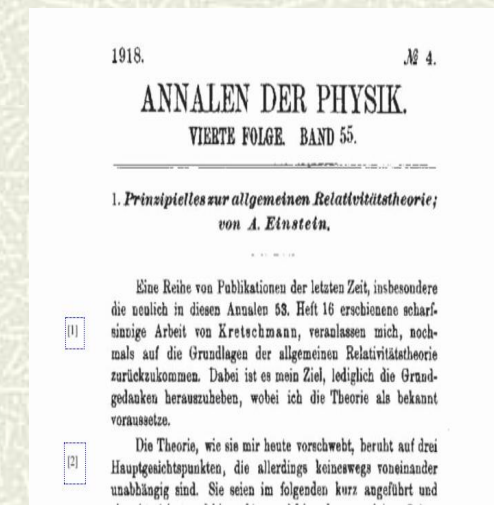 1918. № 4.
ANNALEN DER PHYSIK.
VIERTE FOLGE. BAND 55.
1. Prinzipielles zur allgemeinen Relativitätstheorie;
von A. Einstein.
Eine Reihe von Publikationen der letzten Zeit, insbesondere
die neulich in diesen Annalen 53. Heft 16 erschienene scharf-
[1] sinnige Arbeit von Kretschmann, veranlassen mich, noch-
mals auf die Grundlagen der allgemeinen Relativitätstheorie
zurückzukommen. Dabei ist es mein Ziel, lediglich die Grund-
gedanken herauszuheben, wobei ich die Theorie als bekannt
voraussetze.
Die Theorie, wie sie mir heute vorschwebt, beruht auf drei
[2] Hauptgesichtspunkten, die allerdings keineswegs voneinander
unabhängig sind. Sie seien im folgenden kurz angeführt und